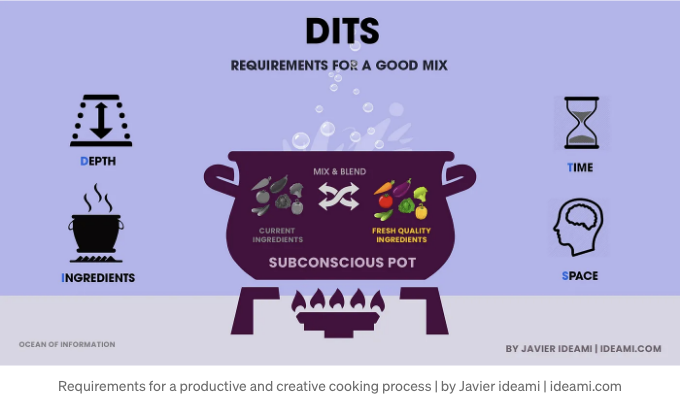 DITS
REQUIREMENTS FOR A GOOD MIX
DEPTH
TIME
MIX & BLEND
CURRENT
INGREDIENTS
FRESH QUALITY
INGREDIENTS
SUBCONSCIOUS POT
INGREDIENTS
SPACE
OCEAN OF INFORMATION
BY JAVIER IDEAMI | IDEAMI.COM
Requirements for a productive and creative cooking process | by Javier ideami | ideami.com